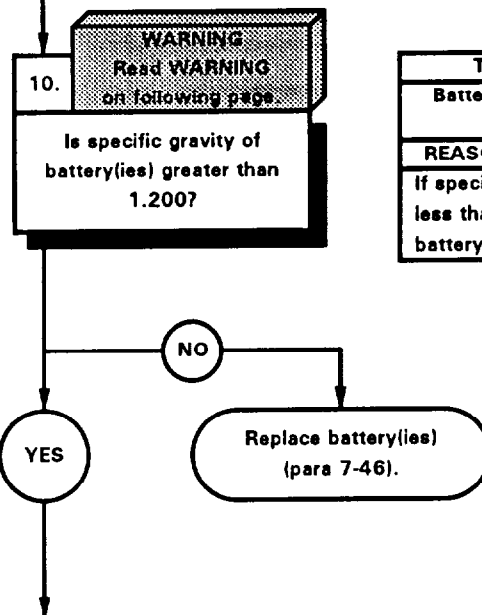 WARNING
Read WARNING
on following page.
10.
Is specific gravity of
battery(ies) greater than
1.200?
T
Batte
REASO
If speci
less tha
battery
NO
YES
Replace battery(ies)
(para 7-46).